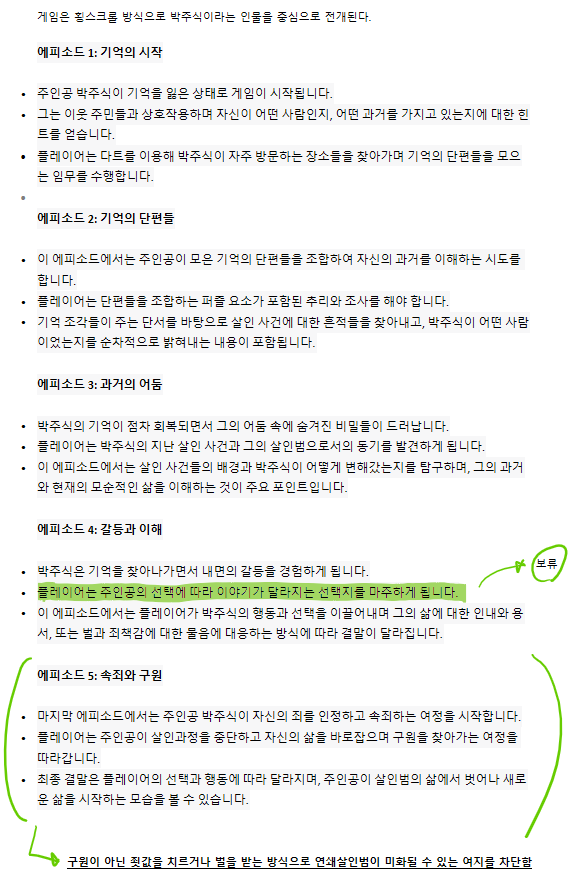 게임은 횡스크롤 방식으로 박주식이라는 인물을 중심으로 전개된다.
에피소드 1: 기억의 시작
주인공 박주식이 기억을 잃은 상태로 게임이 시작됩니다.
그는 이웃 주민들과 상호작용하며 자신이 어떤 사람인지, 어떤 과거를 가지고 있는지에 대한 힌
트를 얻습니다.
플레이어는 다트를 이용해 박주식이 자주 방문하는 장소들을 찾아가며 기억의 단편들을 모으
는 임무를 수행합니다.
에피소드 2: 기억의 단편들
이 에피소드에서는 주인공이 모은 기억의 단편들을 조합하여 자신의 과거를 이해하는 시도를
합니다.
플레이어는 단편들을 조합하는 퍼즐 요소가 포함된 추리와 조사를 해야 합니다.
기억 조각들이 주는 단서를 바탕으로 살인 사건에 대한 흔적들을 찾아내고, 박주식이 어떤 사람
이었는지를 순차적으로 밝혀내는 내용이 포함됩니다.
에피소드 3: 과거의 어둠
박주식의 기억이 점차 회복되면서 그의 어둠 속에 숨겨진 비밀들이 드러납니다.
플레이어는 박주식의 지난 살인 사건과 그의 살인범으로서의 동기를 발견하게 됩니다.
이 에피소드에서는 살인 사건들의 배경과 박주식이 어떻게 변해갔는지를 탐구하며, 그의 과거
와 현재의 모순적인 삶을 이해하는 것이 주요 포인트입니다.
에피소드 4: 갈등과 이해
박주식은 기억을 찾아나가면서 내면의 갈등을 경험하게 됩니다.
보류
플레이어는 주인공의 선택에 따라 이야기가 달라지는 선택지를 마주하게 됩니다.
이 에피소드에서는 플레이어가 박주식의 행동과 선택을 이끌어내며 그의 삶에 대한 인내와 용
서, 또는 벌과 죄책감에 대한 물음에 대응하는 방식에 따라 결말이 달라집니다.
에피소드 5: 속죄와 구원
마지막 에피소드에서는 주인공 박주식이 자신의 죄를 인정하고 속죄하는 여정을 시작합니다.
플레이어는 주인공이 살인과정을 중단하고 자신의 삶을 바로잡으며 구원을 찾아가는 여정을
따라갑니다.
최종 결말은 플레이어의 선택과 행동에 따라 달라지며, 주인공이 살인범의 삶에서 벗어나 새로
운 삶을 시작하는 모습을 볼 수 있습니다.
구원이 아닌 죗값을 치르거나 벌을 받는 방식으로 연쇄살인범이 미화될 수 있는 여지를 차단함